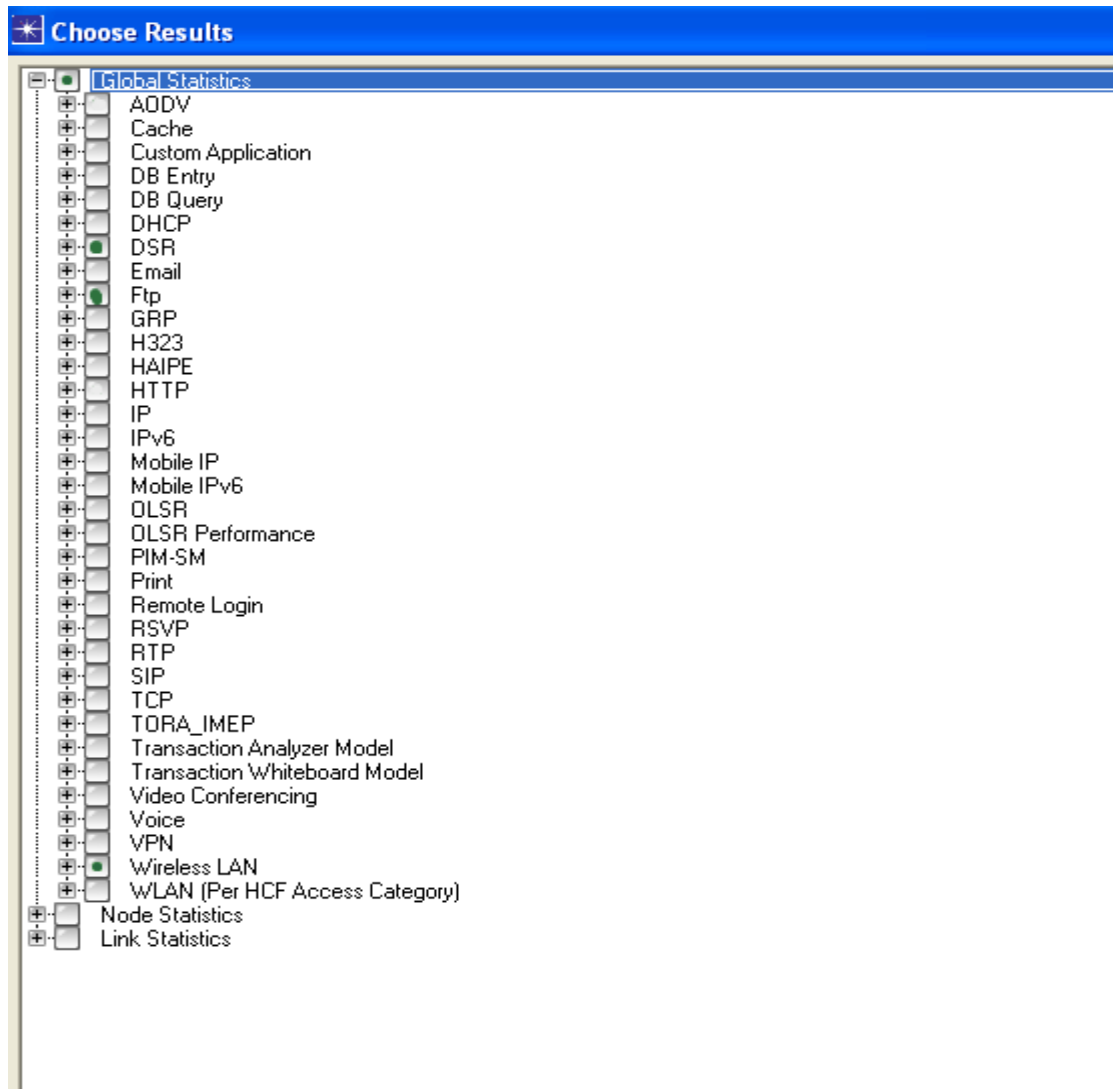 Choose Results
Global Statistics
AODV
Cache
Custom Application
DB Entry
DB Query
DHCP
DSR
Email
Ftp
GRP
H323
HAIPE
HTTP
IP
IPv6
Mobile IP
Mobile IPv6
OLSR
OLSR Performance
PIM-SM
Print
Remote Login
RSVP
RTP
SIP
TCP
TORA_IMEP
Transaction Analyzer Model
Transaction Whiteboard Model
Video Conferencing
Voice
VPN
Wireless LAN
WLAN (Per HCF Access Category)
Node Statistics
Link Statistics